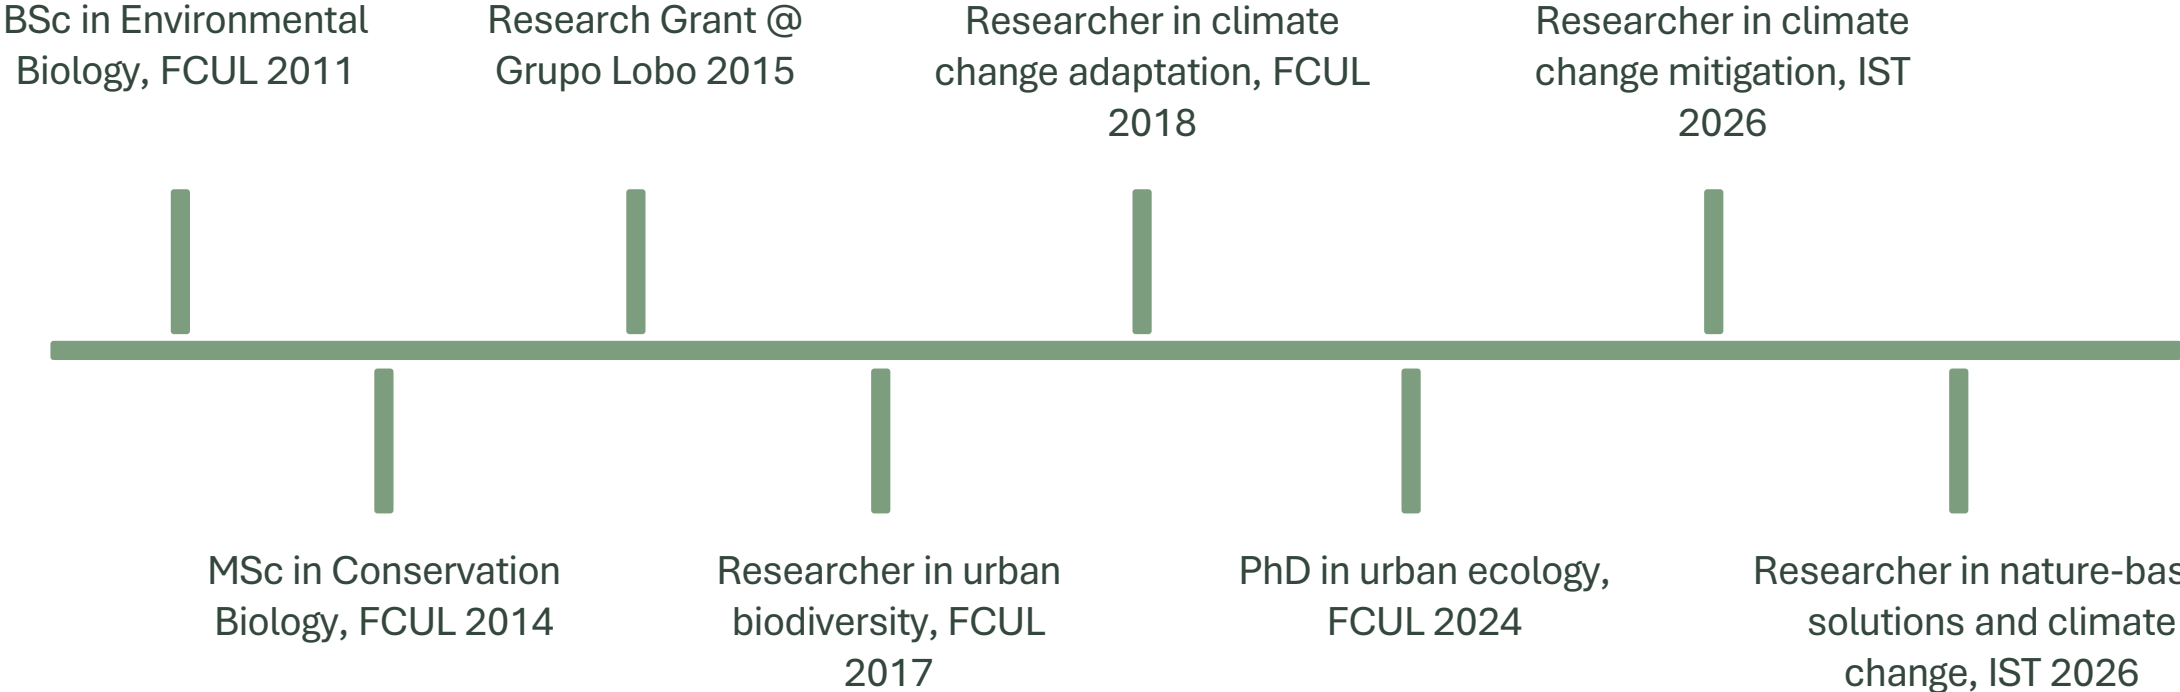 BSc in Environmental
Biology, FCUL 2011
Research Grant @
Grupo Lobo 2015
Researcher in climate
change adaptation, FCUL
2018
Researcher in climate
change mitigation, IST
2026
MSc in Conservation
Biology, FCUL 2014
Researcher in urban
biodiversity, FCUL
2017
PhD in urban ecology,
FCUL 2024
Researcher in
solutions and climate
change, IST 2026